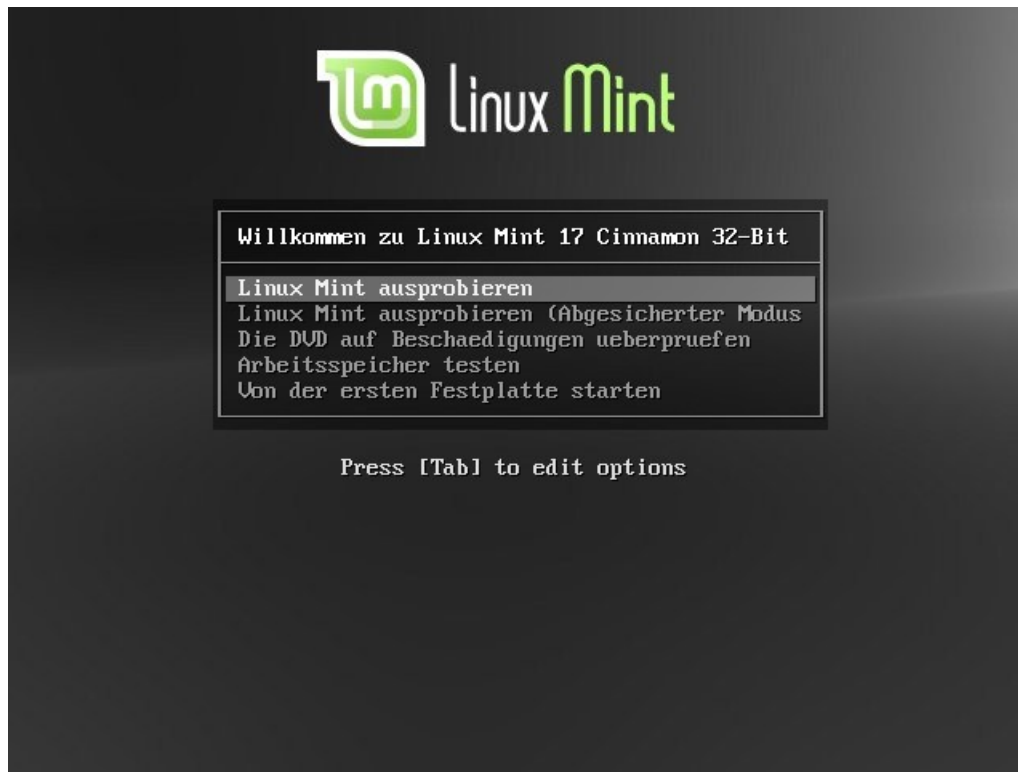 Linux Mint
Willkommen zu Linux Mint 17 Cinnamon 32-Bit
Linux Mint ausprobieren
Linux Mint ausprobieren (Abgesicherter Modus
Die DVD auf Beschaedigungen ueberpruefen
Arbeitsspeicher testen
Von der ersten Festplatte starten
Press [Tab] to edit options